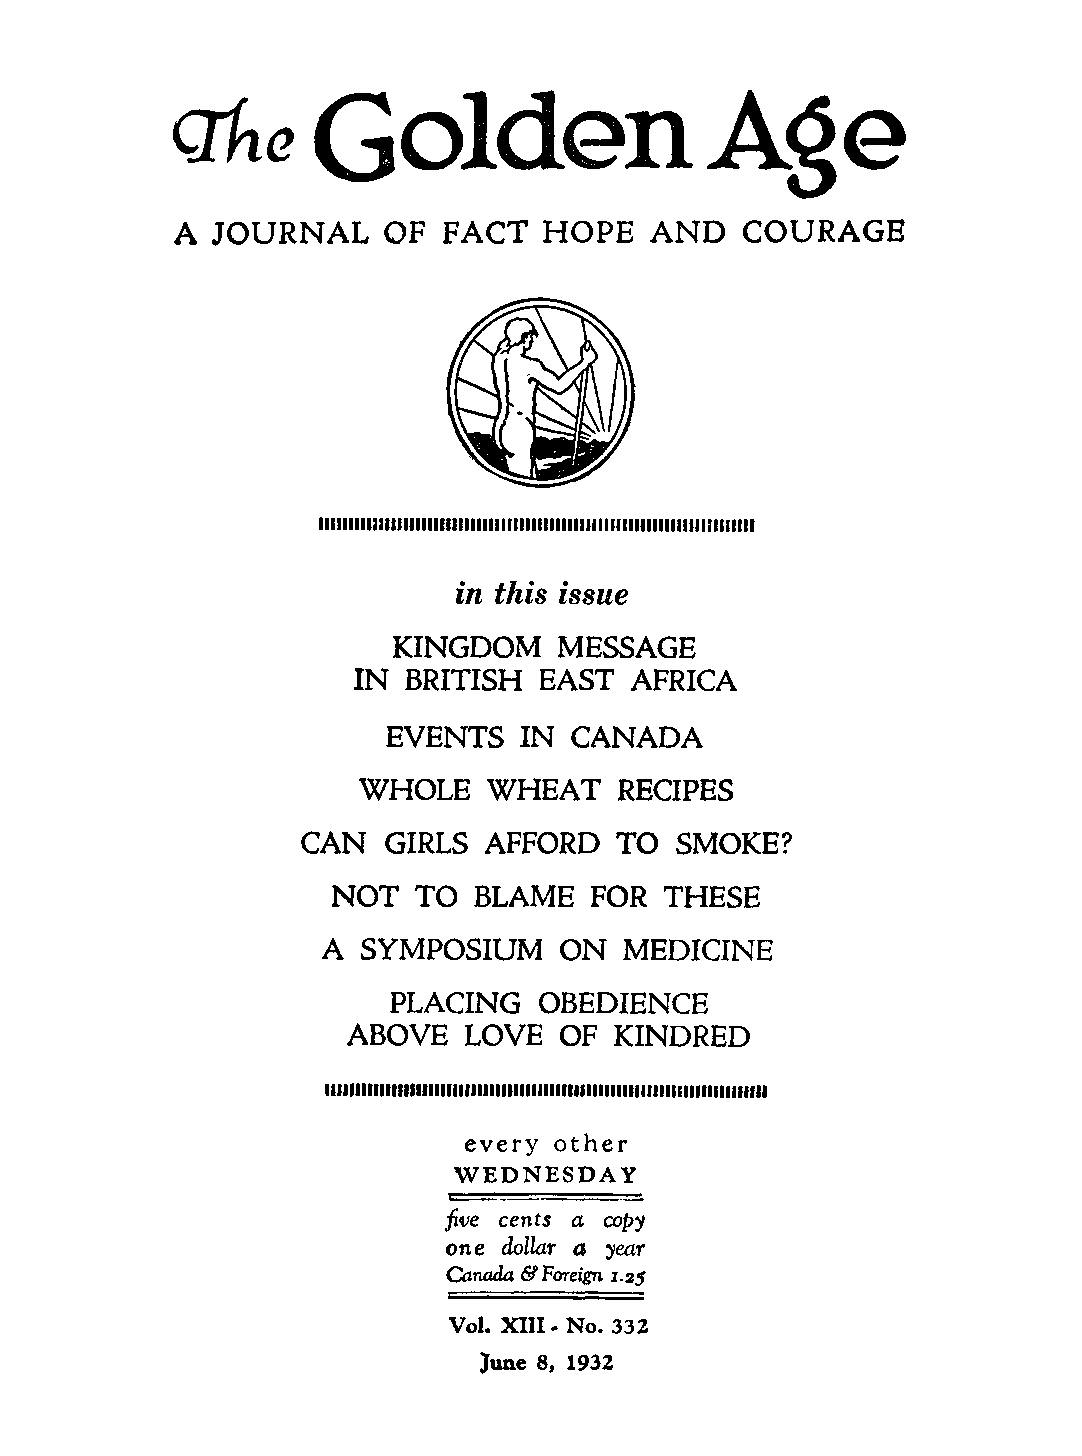 The Golden Age
A JOURNAL OF FACT HOPE AND COURAGE
in this issue
KINGDOM MESSAGE
IN BRITISH EAST AFRICA
EVENTS IN CANADA
WHOLE WHEAT RECIPES
CAN GIRLS AFFORD TO SMOKE?
NOT TO BLAME FOR THESE
A SYMPOSIUM ON MEDICINE
PLACING OBEDIENCE
ABOVE LOVE OF KINDRED
every other
WEDNESDAY
five cents a copy
one dollar a year
Canada & Foreign 1.25
Vol. XIII - No. 332
June 8, 1932